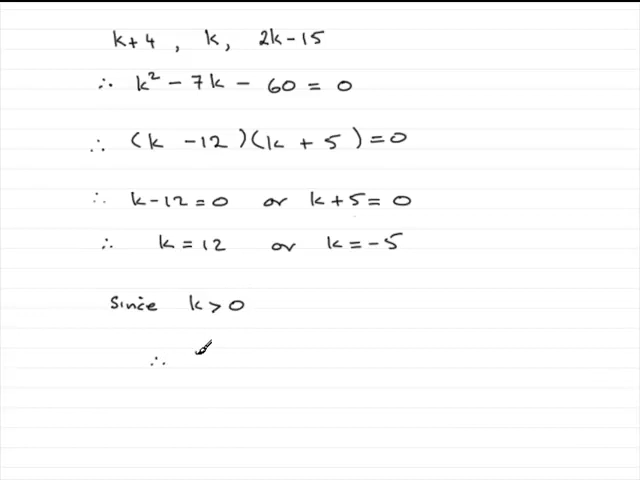 k+4 , k, 2k-15
∴ k² - 7k - 60 = 0
∴ (k - 12)(k + 5) = 0
∴ k-12=0 or k+5=0
∴ k=12 or k=-5
Since k>0
∴